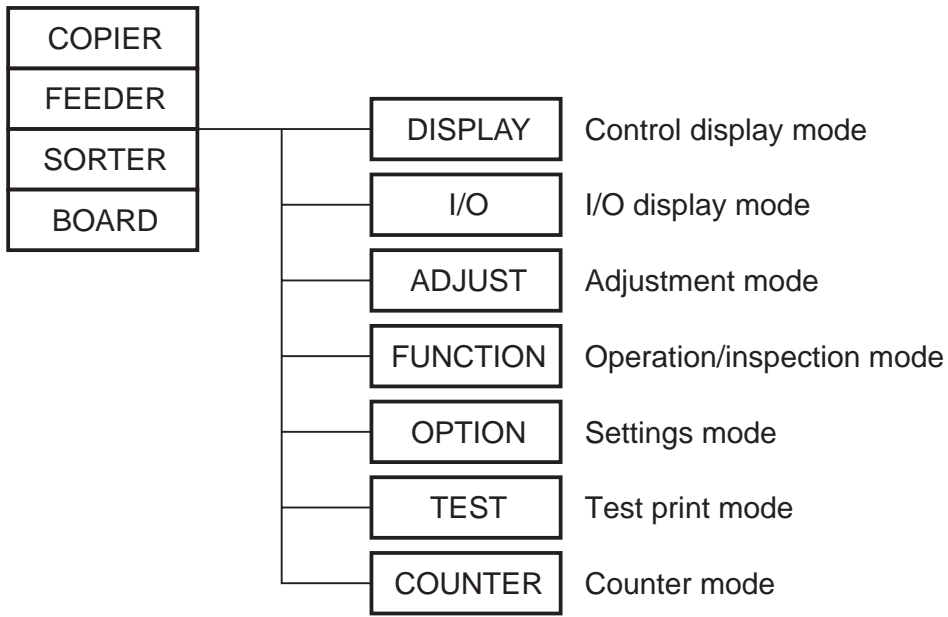 COPIER
FEEDER
SORTER
BOARD
DISPLAY Control display mode
I/O I/O display mode
ADJUST Adjustment mode
FUNCTION Operation/inspection mode
OPTION Settings mode
TEST Test print mode
COUNTER Counter mode